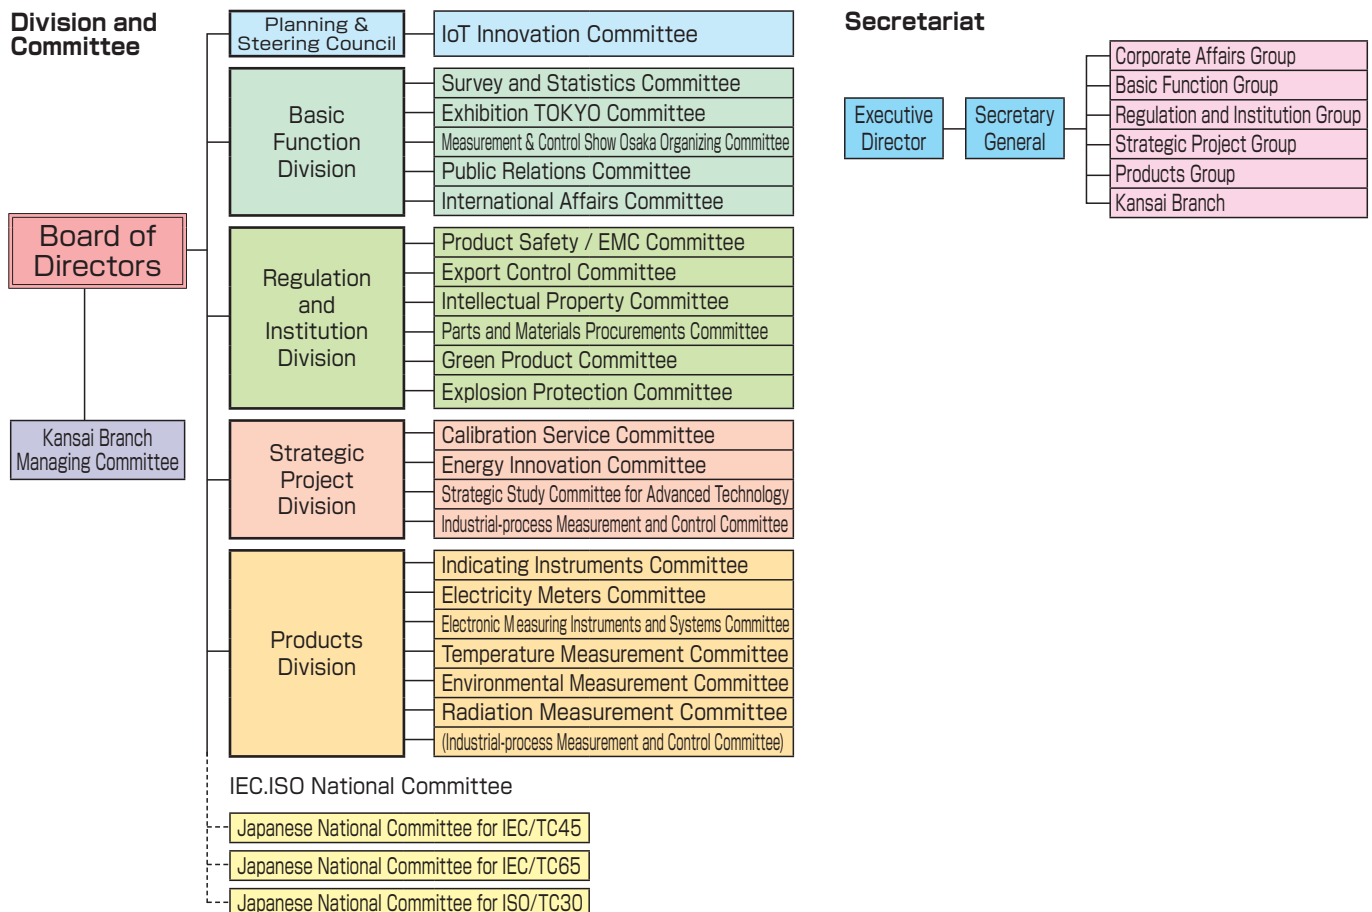 Division and
Committee
Planning &
Steering Council
IoT Innovation Committee
Basic
Function
Division
Survey and Statistics Committee
Exhibition TOKYO Committee
Measurement & Control Show Osaka Organizing Committee
Public Relations Committee
International Affairs Committee
Board of
Directors
Regulation
and
Institution
Division
Product Safety / EMC Committee
Export Control Committee
Intellectual Property Committee
Parts and Materials Procurements Committee
Green Product Committee
Explosion Protection Committee
Kansai Branch
Managing Committee
Strategic
Project
Division
Calibration Service Committee
Energy Innovation Committee
Strategic Study Committee for Advanced Technology
Industrial-process Measurement and Control Committee
Products
Division
Indicating Instruments Committee
Electricity Meters Committee
Electronic Measuring Instruments and Systems Committee
Temperature Measurement Committee
Environmental Measurement Committee
Radiation Measurement Committee
(Industrial-process Measurement and Control Committee)
IEC.ISO National Committee
Japanese National Committee for IEC/TC45
Japanese National Committee for IEC/TC65
Japanese National Committee for ISO/TC30
Secretariat
Executive
Director
Secretary
General
Corporate Affairs Group
Basic Function Group
Regulation and Institution Group
Strategic Project Group
Products Group
Kansai Branch